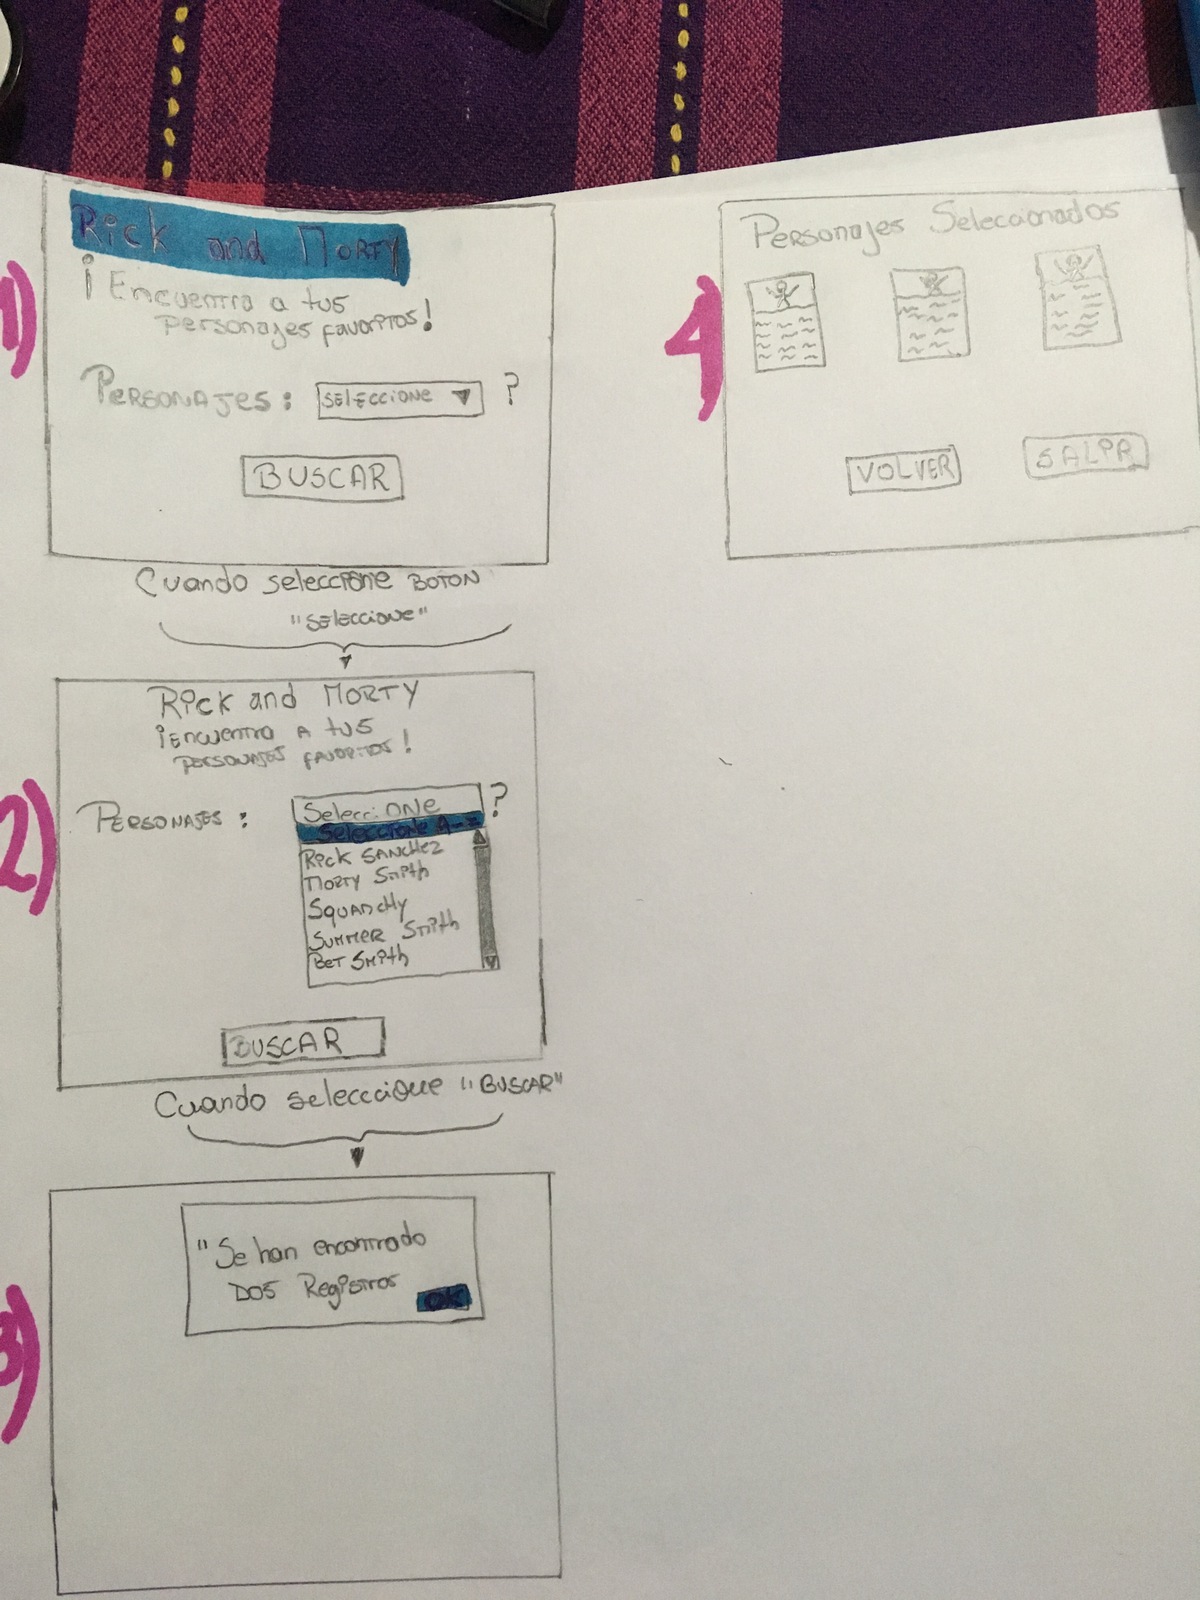 1)
Rick and Morty
¡Encuentra a tus
personajes favoritos!
Personajes: Seleccione ▼ ?
BUSCAR
Cuando seleccione BOTON
"Seleccione"
2)
Rick and Morty
¡Encuentra a tus
personajes favoritos!
Personajes: Seleccione ?
Seleccione A-Z
Rick Sanchez
Morty Smith
Squanchy
Summer Smith
Bet Smith
BUSCAR
Cuando selecccique "BUSCAR"
3)
"Se han encontrado
DOS Registros
OK
4)
Personajes Seleccionados
VOLVER SALIR